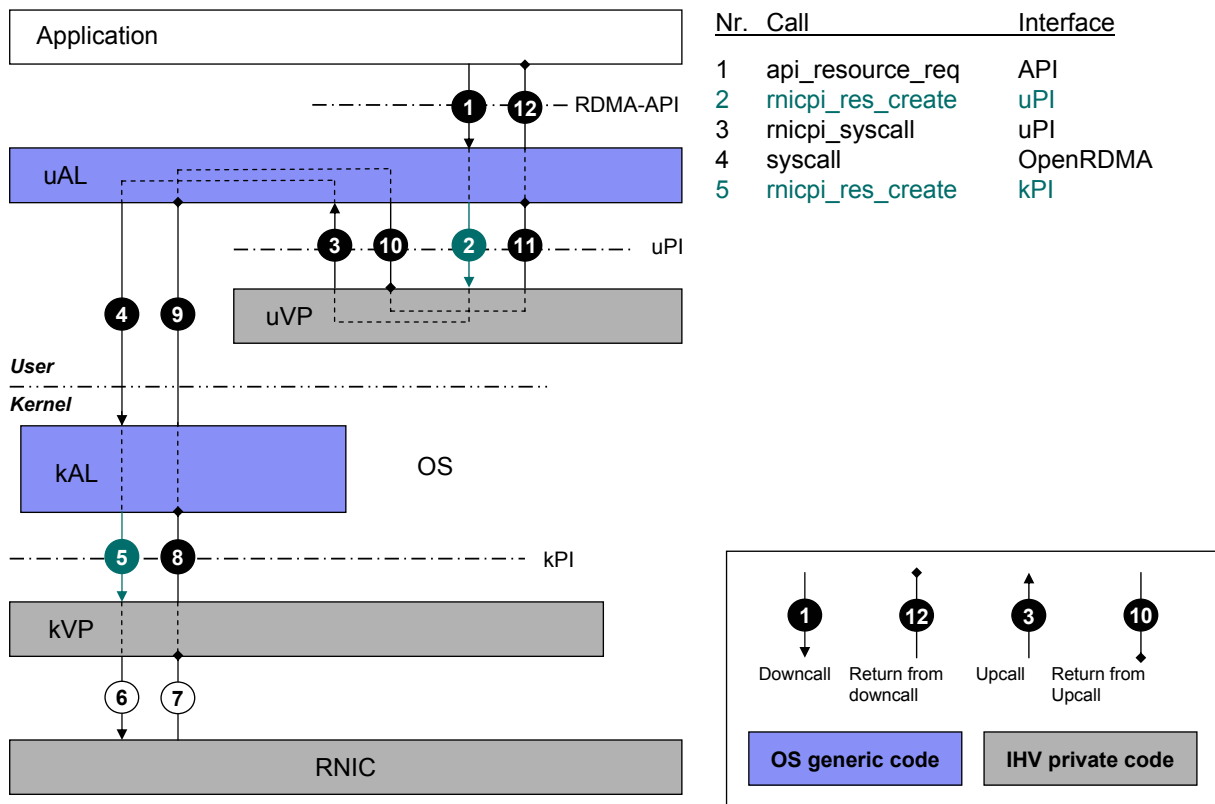 Application
1 12
RDMA-API
uAL
3 10 2 11
uPI
4 9
uVP
User
Kernel
kAL
OS
5 8
kPI
kVP
6 7
RNIC
Nr. Call Interface
1 api_resource_req API
2 rnicpi_res_create uPI
3 rnicpi_syscall uPI
4 syscall OpenRDMA
5 rnicpi_res_create kPI
1 12 3 10
Downcall Return from Upcall Return from
downcall Upcall
OS generic code IHV private code